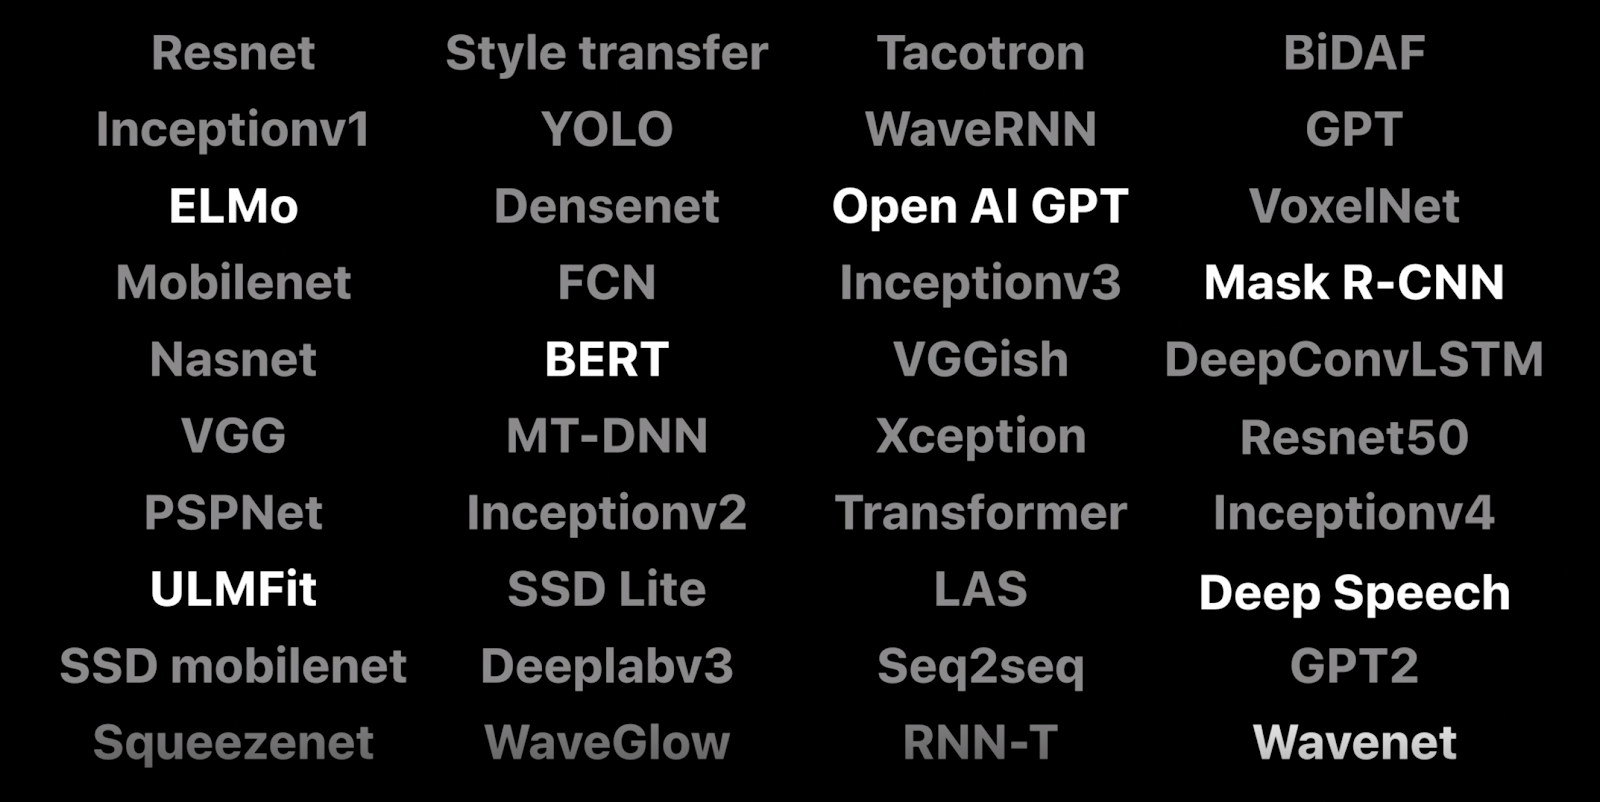 Resnet Style transfer Tacotron BiDAF
Inceptionv1 YOLO WaveRNN GPT
ELMo Densenet Open AI GPT VoxelNet
Mobilenet FCN Inceptionv3 Mask R-CNN
Nasnet BERT VGGish DeepConvLSTM
VGG MT-DNN Xception Resnet50
PSPNet Inceptionv2 Transformer Inceptionv4
ULMFit SSD Lite LAS Deep Speech
SSD mobilenet Deeplabv3 Seq2seq GPT2
Squeezenet WaveGlow RNN-T Wavenet